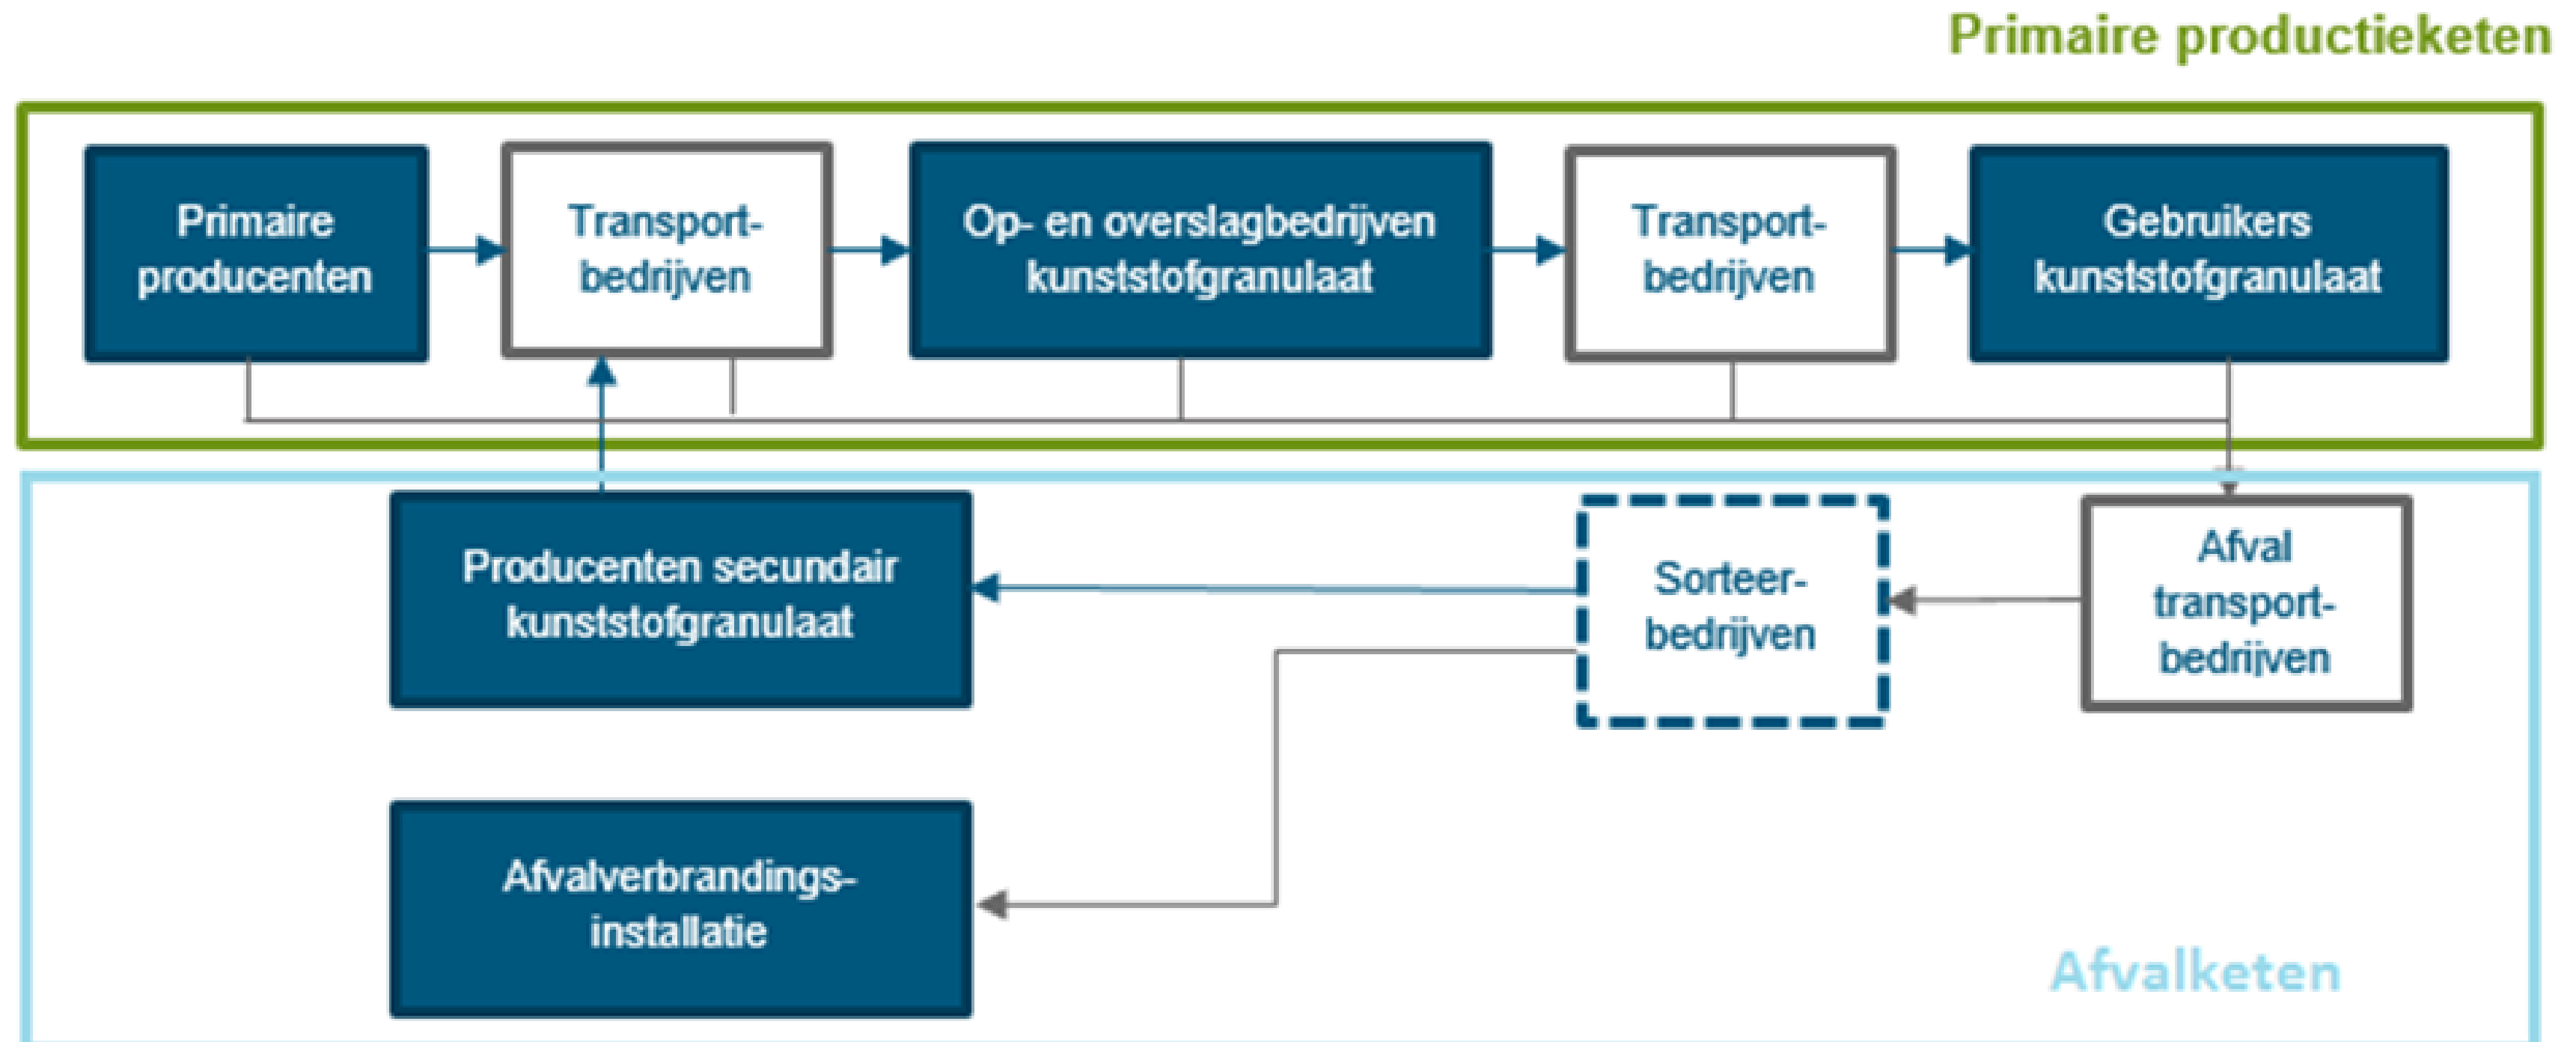 Primaire productieketen
Primaire
producenten
Transport-
bedrijven
Op- en overslagbedrijven
kunststofgranulaat
Transport-
bedrijven
Gebruikers
kunststofgranulaat
Producenten secundair
kunststofgranulaat
Sorteer-
bedrijven
Afval
transport-
bedrijven
Afvalverbrandings-
installatie
Afvalketen